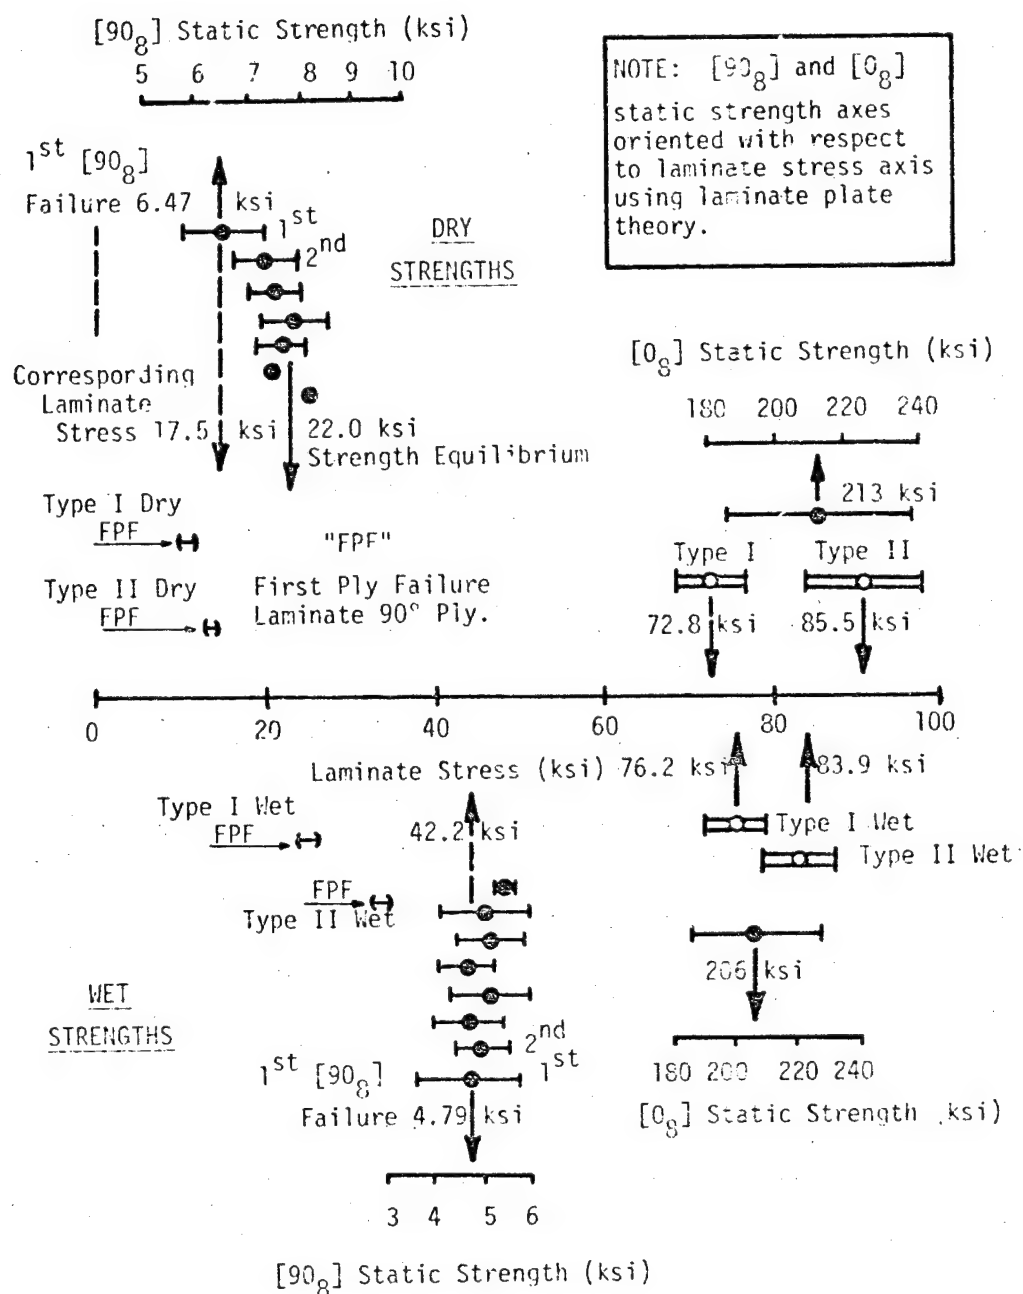 [90₈] Static Strength (ksi)
5 6 7 8 9 10
NOTE: [90₈] and [0₈]
static strength axes
oriented with respect
to laminate stress axis
using laminate plate
theory.
1st [90₈]
Failure 6.47 ksi
1st
2nd
DRY
STRENGTHS
Corresponding
Laminate
Stress 17.5 ksi
22.0 ksi
Strength Equilibrium
[0₈] Static Strength (ksi)
180 200 220 240
213 ksi
Type I Dry
FPF
"FPF"
First Ply Failure
Laminate 90° Ply.
Type II Dry
FPF
Type I
Type II
72.8 ksi
85.5 ksi
0 20 40 60 80 100
Laminate Stress (ksi)
76.2 ksi
83.9 ksi
Type I Wet
FPF
42.2 ksi
Type I Wet
Type II Wet
FPF
Type II Wet
206 ksi
WET
STRENGTHS
2nd
1st
1st [90₈]
Failure 4.79 ksi
180 200 220 240
[0₈] Static Strength ksi)
3 4 5 6
[90₈] Static Strength (ksi)